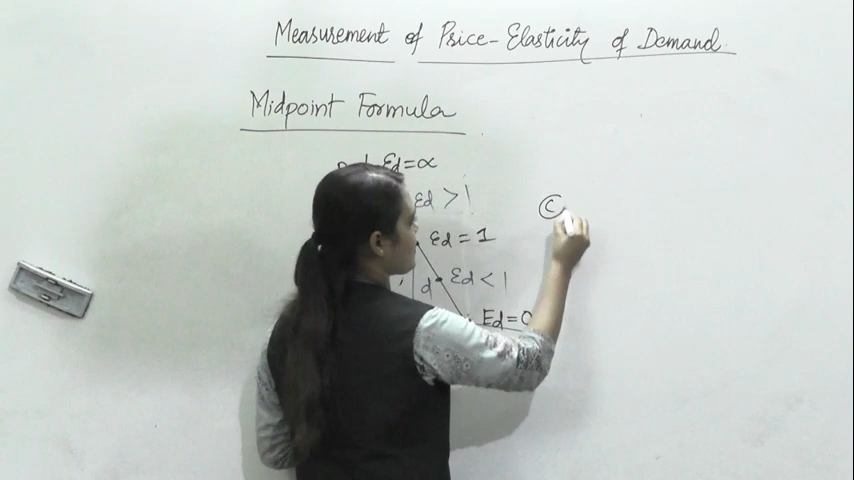 Measurement of Price-Elasticity of Demand
Midpoint Formula
Ed=∝
Ed >1
Ed = 1
d Ed < 1
Ed=0
C